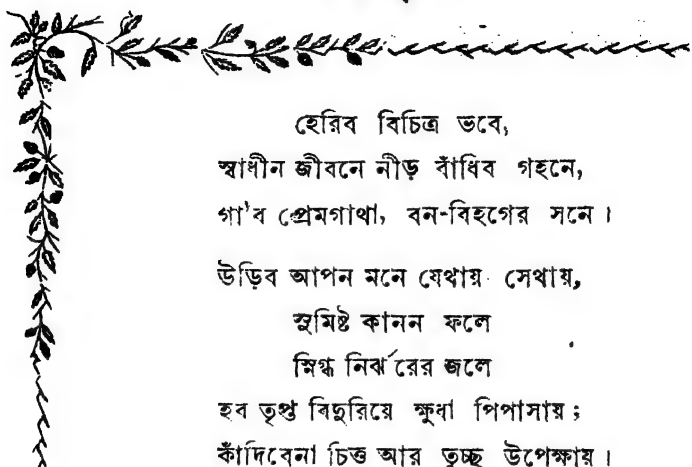 হেরিব বিচিত্র ভবে,
স্বাধীন জীবনে নীড় বাঁধিব গহনে,
গা'ব প্রেমগাথা, বন-বিহগের সনে।
উড়িব আপন মনে যেথায় সেথায়,
সুমিষ্ট কানন ফলে
স্নিগ্ধ নির্ঝরের জলে
হব তৃপ্ত বিদুরিয়ে ক্ষুধা পিপাসায়;
কাঁদিবেনা চিত্ত আর তুচ্ছ উপেক্ষায়।